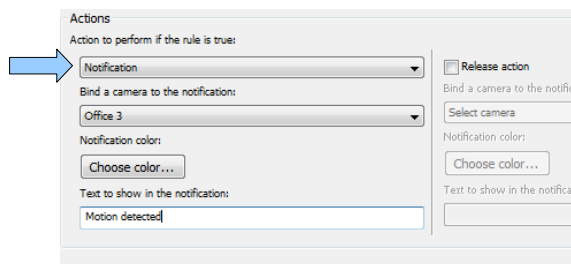 Actions
Action to perform if the rule is true:
Notification
Bind a camera to the notification:
Office 3
Notification color:
Choose color...
Text to show in the notification:
Motion detected
Release action
Bind a camera to the
Select camera
Notification color:
Choose color...
Text to show in the